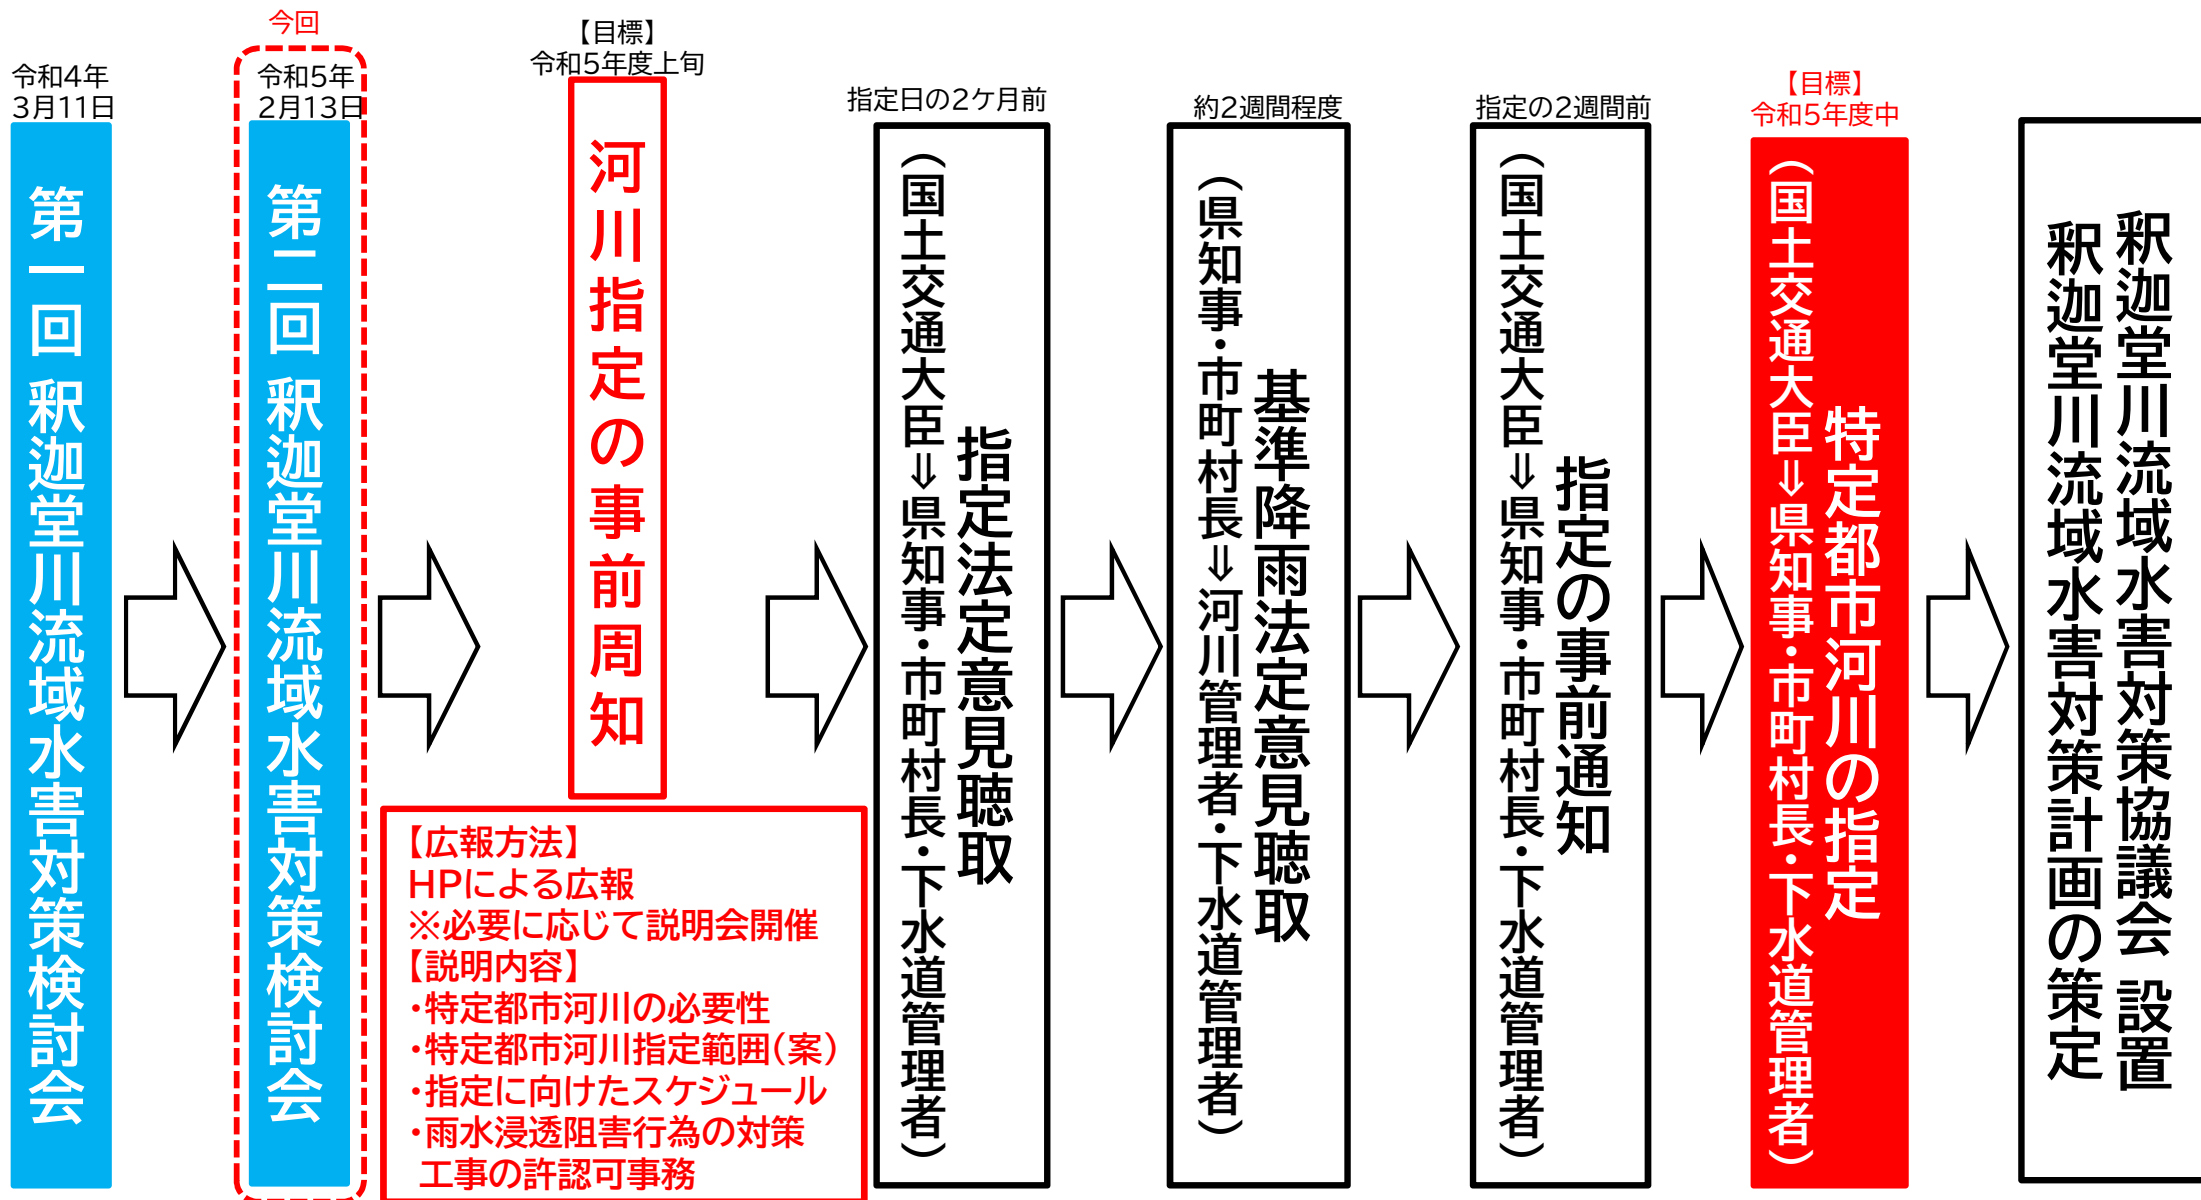 令和4年
3月11日
第一回 釈迦堂川流域水害対策検討会
今回
令和5年
2月13日
第二回 釈迦堂川流域水害対策検討会
【目標】
令和5年度上旬
河川指定の事前周知
【広報方法】
HPによる広報
※必要に応じて説明会開催
【説明内容】
・特定都市河川の必要性
・特定都市河川指定範囲（案）
・指定に向けたスケジュール
・雨水浸透阻害行為の対策
工事の許認可事務
指定日の2ケ月前
指定法定意見聴取
（国土交通大臣⇒県知事・市町村長・下水道管理者）
約2週間程度
基準降雨法定意見聴取
（県知事・市町村長⇒河川管理者・下水道管理者）
指定の2週間前
指定の事前通知
（国土交通大臣⇒県知事・市町村長・下水道管理者）
【目標】
令和5年度中
特定都市河川の指定
（国土交通大臣⇒県知事・市町村長・下水道管理者）
釈迦堂川流域水害対策協議会 設置
釈迦堂川流域水害対策計画の策定